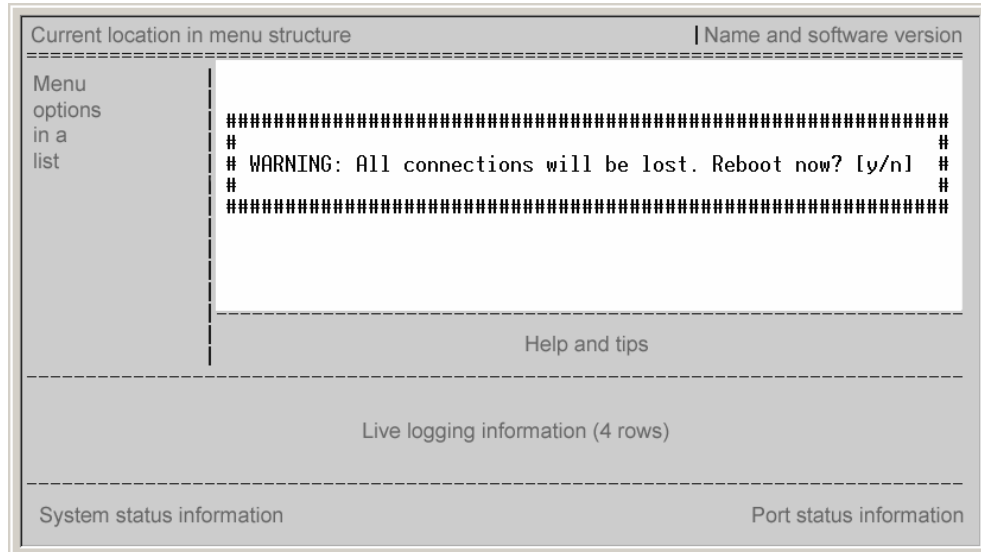 Current location in menu structure | Name and software version
Menu
options
in a
list
#############################################################
# #
# WARNING: All connections will be lost. Reboot now? [y/n] #
# #
#############################################################
Help and tips
Live logging information (4 rows)
System status information Port status information